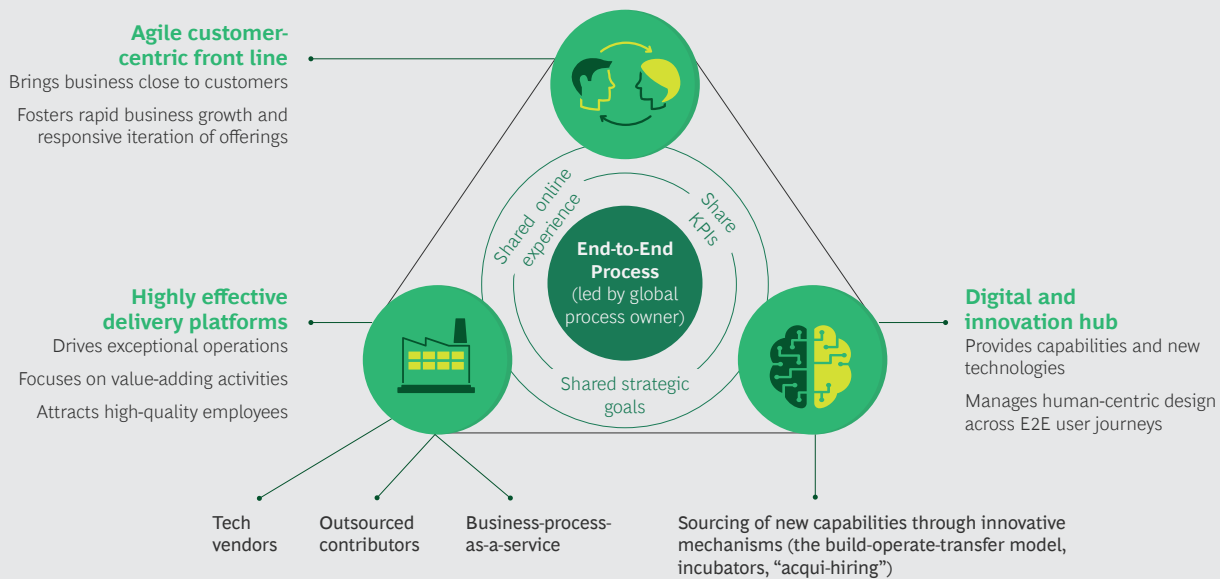 Agile customer-
centric front line
Brings business close to customers
Fosters rapid business growth and
responsive iteration of offerings
Shared online
experience
Share
KPIs
End-to-End
Process
(led by global
process owner)
Shared strategic
goals
Highly effective
delivery platforms
Drives exceptional operations
Focuses on value-adding activities
Attracts high-quality employees
Digital and
innovation hub
Provides capabilities and new
technologies
Manages human-centric design
across E2E user journeys
Tech
vendors
Outsourced
contributors
Business-process-
as-a-service
Sourcing of new capabilities through innovative
mechanisms (the build-operate-transfer model,
incubators, “acqui-hiring”)